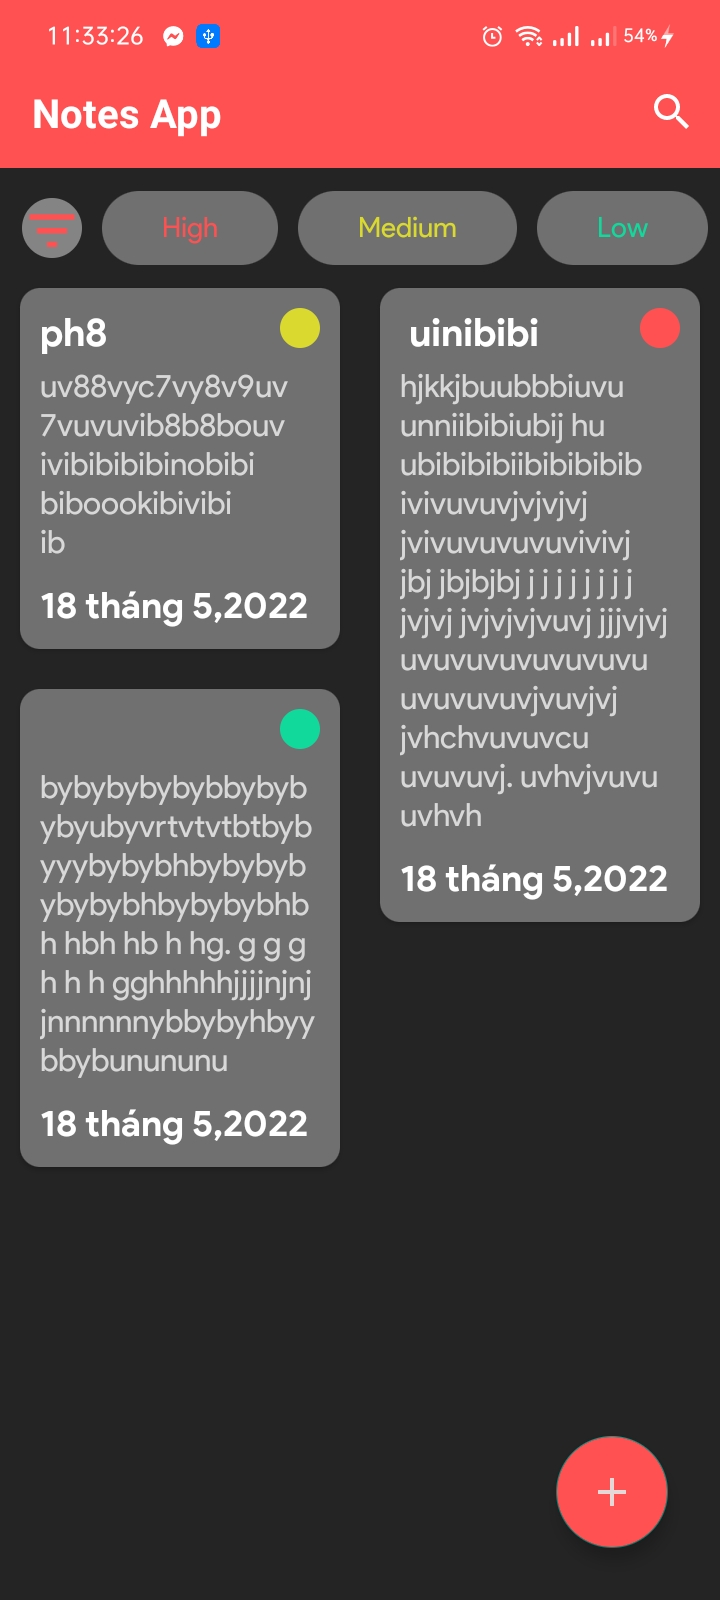 11:33:26
54%
Notes App
High
Medium
Low
ph8
uv88vyc7vy8v9uv
7vuvuvib8b8bouv
ivibibibibinobibi
biboookibivibi
ib
18 tháng 5,2022
uinibibi
hjkkjbuubbbiuvu
unniibibiubij hu
ubibibibiibibibibib
ivivuvuvjvjvjvj
jvivuvuvuvuvivivj
jbj jbjbjbj j j j j j j j j
jvjvj jvjvjvjvuvj jjjvjvj
uvuvuvuvuvuvuvu
uvuvuvuvjvuvjvj
jvhchvuvuvcu
uvuvuvj. uvhvjvuvu
uvhvh
18 tháng 5,2022
bybybybybybbybyb
ybyubyvrtvtvtbtbyb
yyybybybhbybybyb
ybybybhbybybybhb
h hbh hb h hg. g g g
h h h gghhhhhjjjjnjnj
jnnnnnnybbybyhbyy
bbybunununu
18 tháng 5,2022